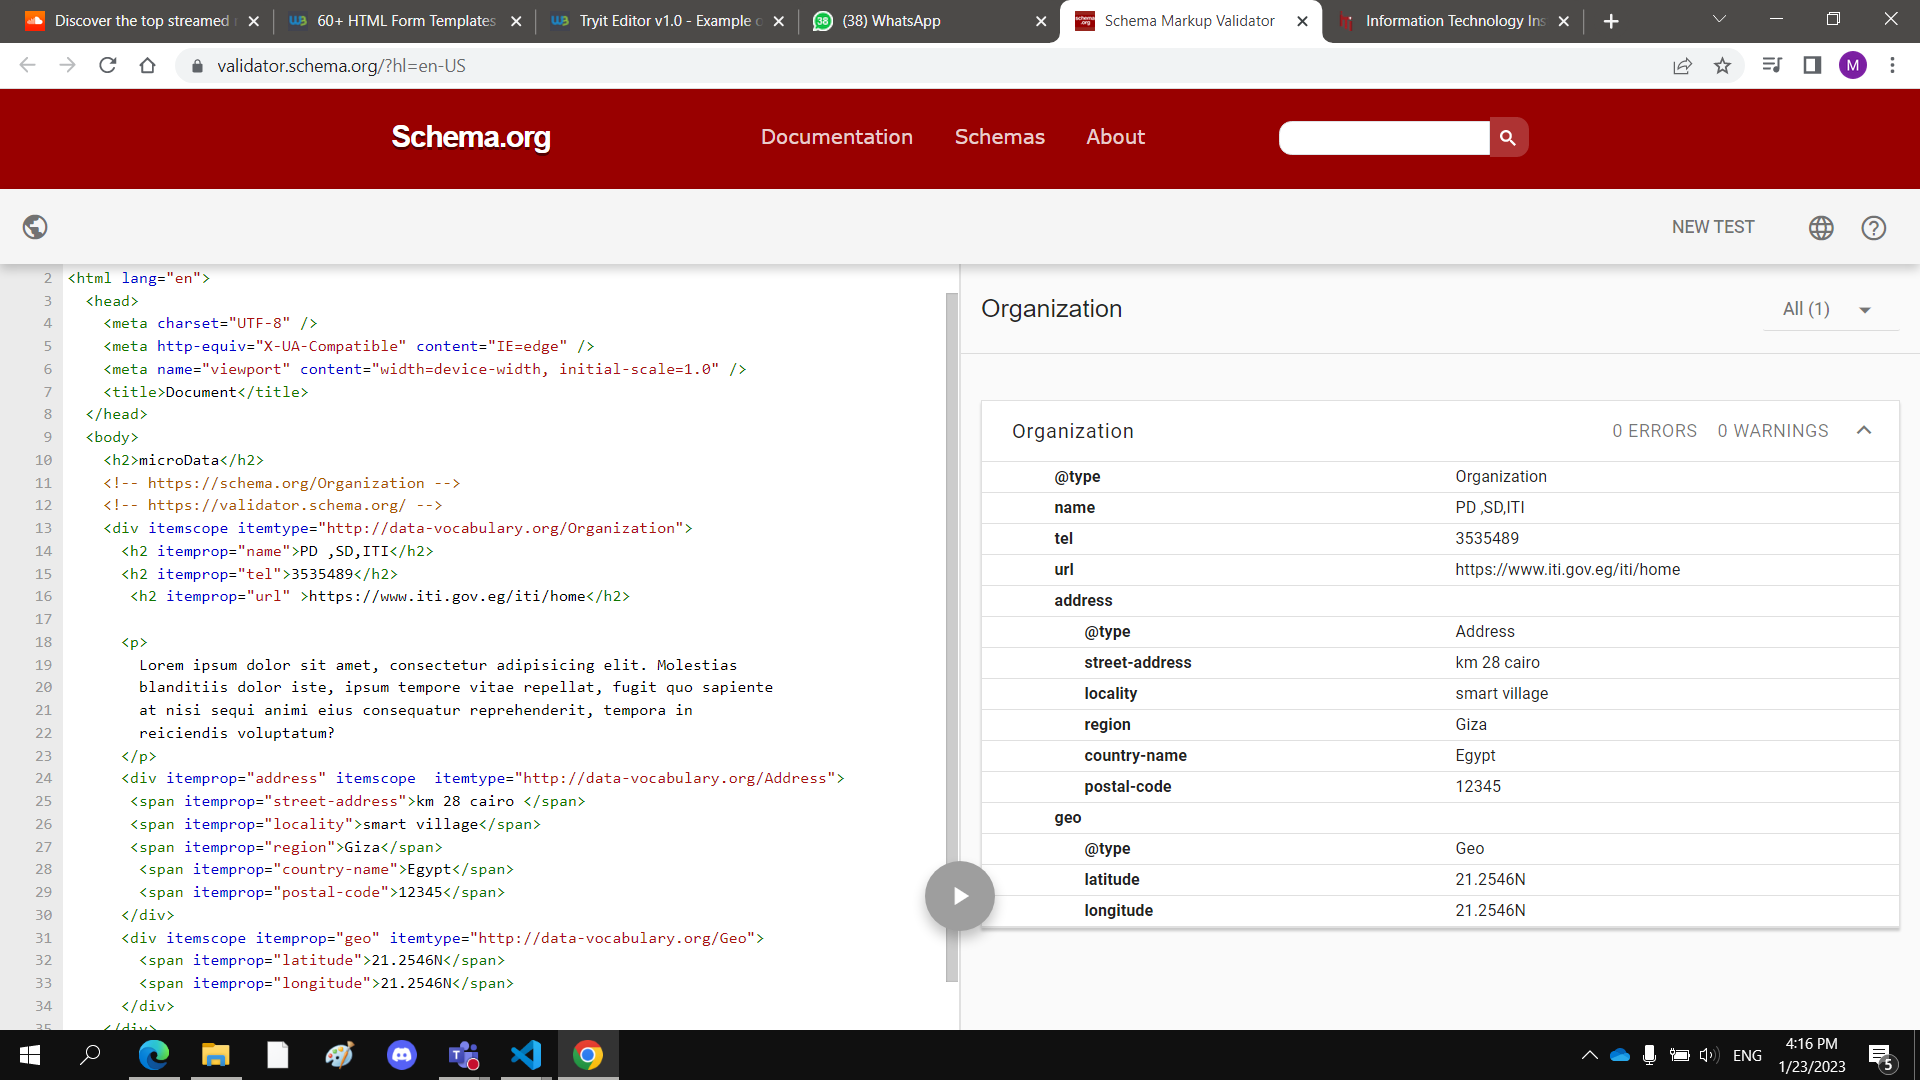 Discover the top streamed
60+ HTML Form Templates
Tryit Editor v1.0 - Example
(38) WhatsApp
Schema Markup Validator
Information Technology Ins
validator.schema.org/?hl=en-US
M
Schema.org
Documentation
Schemas
About
NEW TEST
2 <html lang="en">
3 <head>
4 <meta charset="UTF-8" />
5 <meta http-equiv="X-UA-Compatible" content="IE=edge" />
6 <meta name="viewport" content="width=device-width, initial-scale=1.0" />
7 <title>Document</title>
8 </head>
9 <body>
10 <h2>microData</h2>
11 <!-- https://schema.org/Organization -->
12 <!-- https://validator.schema.org/ -->
13 <div itemscope itemtype="http://data-vocabulary.org/Organization">
14 <h2 itemprop="name">PD ,SD,ITI</h2>
15 <h2 itemprop="tel">3535489</h2>
16 <h2 itemprop="url" >https://www.iti.gov.eg/iti/home</h2>
17
18 <p>
19 Lorem ipsum dolor sit amet, consectetur adipisicing elit. Molestias
20 blanditiis dolor iste, ipsum tempore vitae repellat, fugit quo sapiente
21 at nisi sequi animi eius consequatur reprehenderit, tempora in
22 reiciendis voluptatum?
23 </p>
24 <div itemprop="address" itemscope  itemtype="http://data-vocabulary.org/Address">
25 <span itemprop="street-address">km 28 cairo </span>
26 <span itemprop="locality">smart village</span>
27 <span itemprop="region">Giza</span>
28 <span itemprop="country-name">Egypt</span>
29 <span itemprop="postal-code">12345</span>
30 </div>
31 <div itemscope itemprop="geo" itemtype="http://data-vocabulary.org/Geo">
32 <span itemprop="latitude">21.2546N</span>
33 <span itemprop="longitude">21.2546N</span>
34 </div>
35 </div>
Organization
All (1)
Organization 0 ERRORS 0 WARNINGS
@type Organization
name PD ,SD,ITI
tel 3535489
url https://www.iti.gov.eg/iti/home
address
@type Address
street-address km 28 cairo
locality smart village
region Giza
country-name Egypt
postal-code 12345
geo
@type Geo
latitude 21.2546N
longitude 21.2546N
ENG
4:16 PM
1/23/2023
5